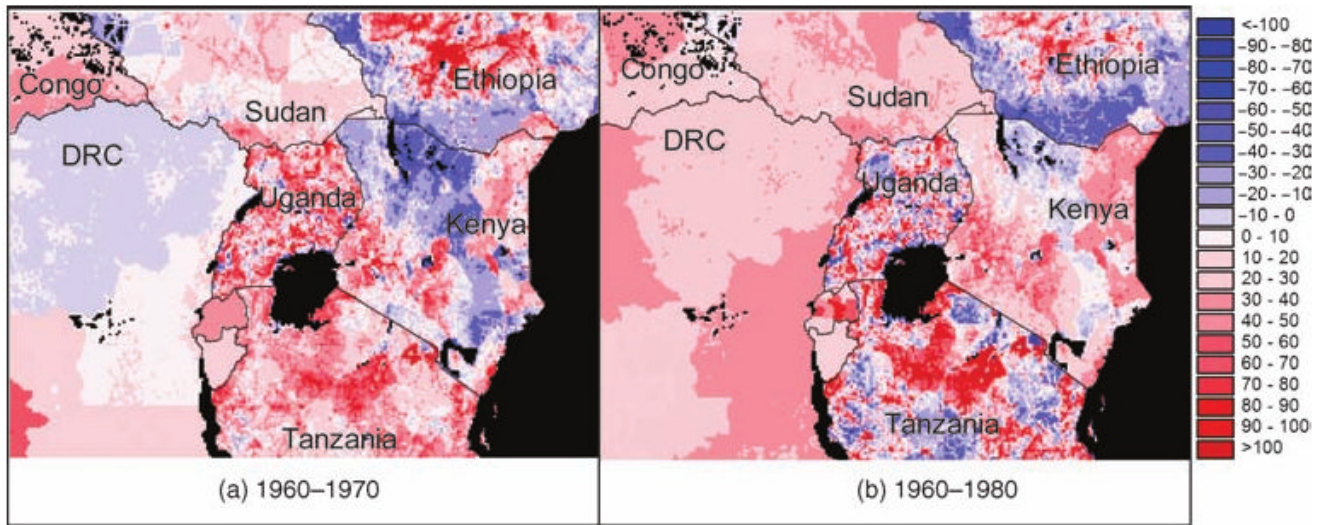 Congo
Sudan
Ethiopia
DRC
Uganda
Kenya
Tanzania
(a) 1960–1970
Congo
Sudan
Ethiopia
DRC
Uganda
Kenya
Tanzania
(b) 1960–1980
<-100
-90 - -80
-80 - -70
-70 - -60
-60 - -50
-50 - -40
-40 - -30
-30 - -20
-20 - -10
-10 - 0
0 - 10
10 - 20
20 - 30
30 - 40
40 - 50
50 - 60
60 - 70
70 - 80
80 - 90
90 - 100
>100